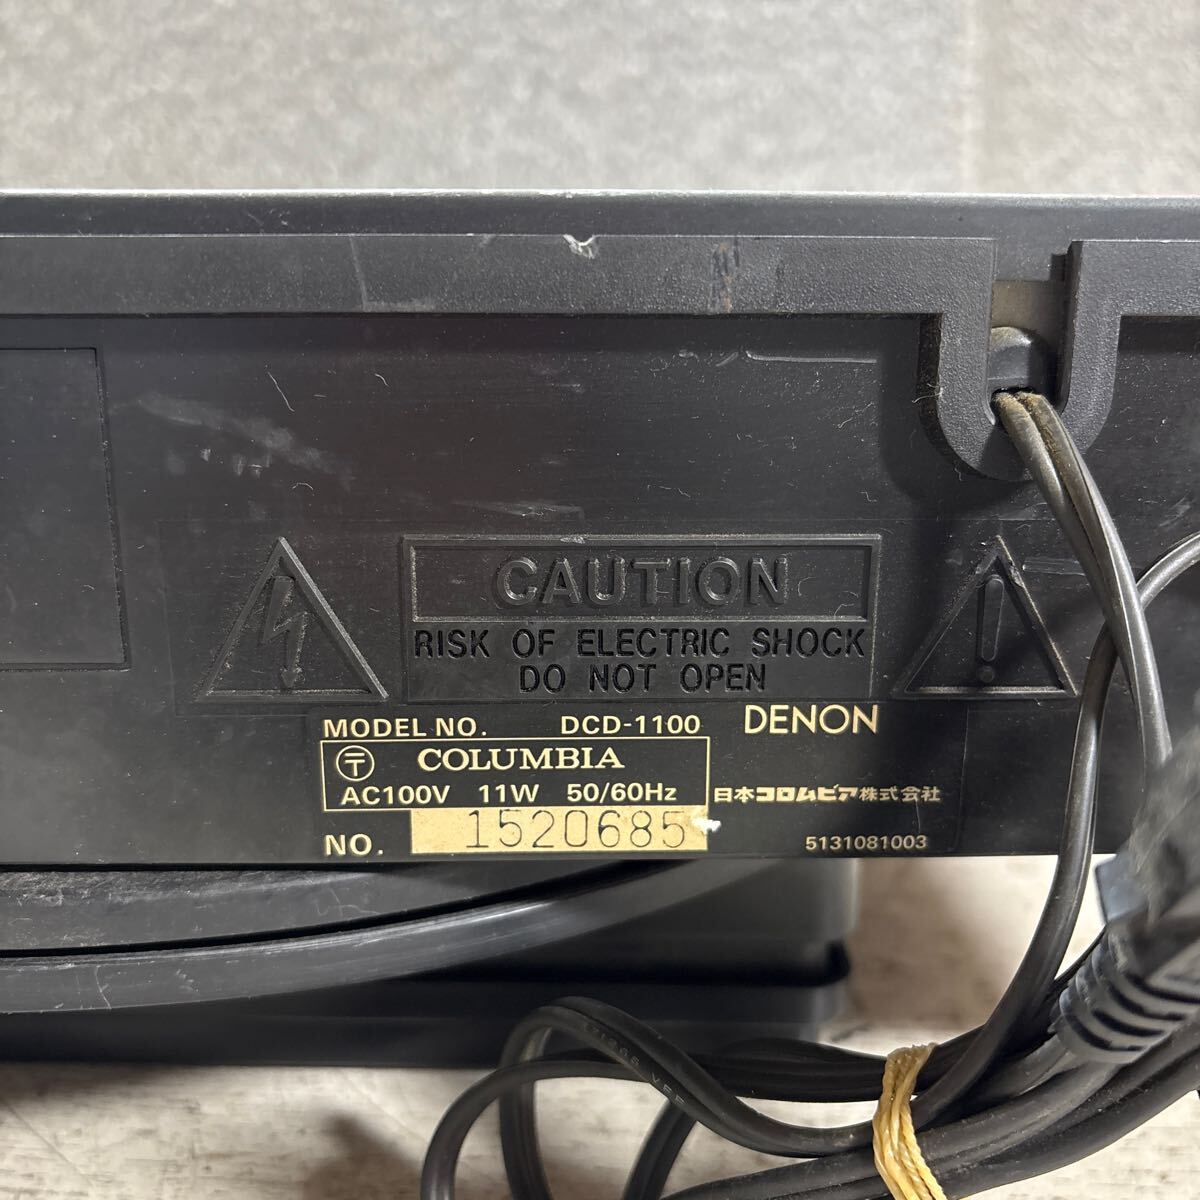 CAUTION
RISK OF ELECTRIC SHOCK
DO NOT OPEN
MODEL NO. DCD-1100 DENON
COLUMBIA
AC100V 11W 50/60Hz 日本コロムビア株式会社
NO. 1520685 5131081003